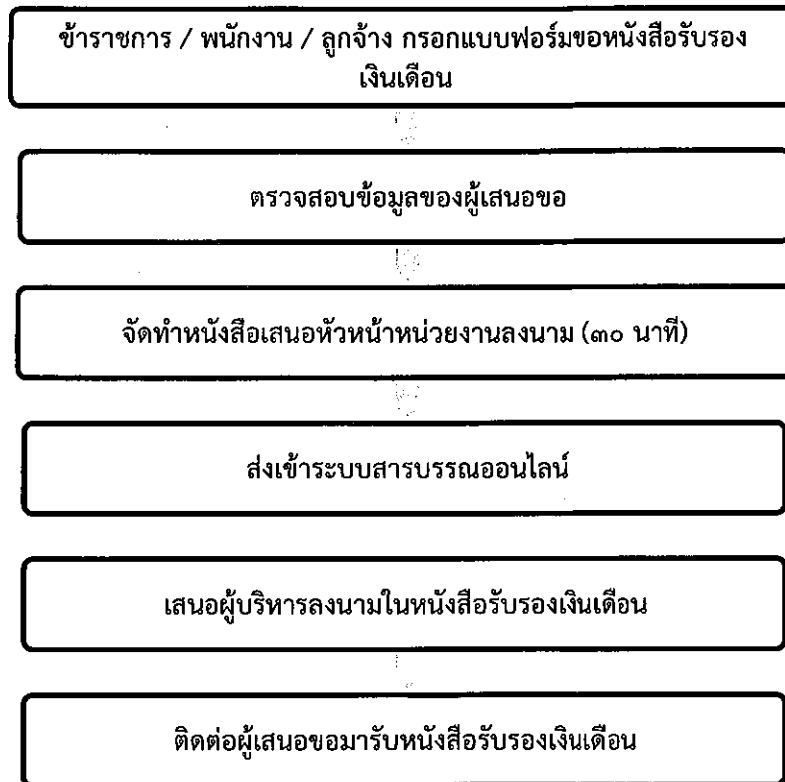 ข้าราชการ / พนักงาน / ลูกจ้าง กรอกแบบฟอร์มขอหนังสือรับรอง
เงินเดือน
ตรวจสอบข้อมูลของผู้เสนอขอ
จัดทำหนังสือเสนอหัวหน้าหน่วยงานลงนาม (๓๐ นาที)
ส่งเข้าระบบสารบรรณออนไลน์
เสนอผู้บริหารลงนามในหนังสือรับรองเงินเดือน
ติดต่อผู้เสนอขอมารับหนังสือรับรองเงินเดือน